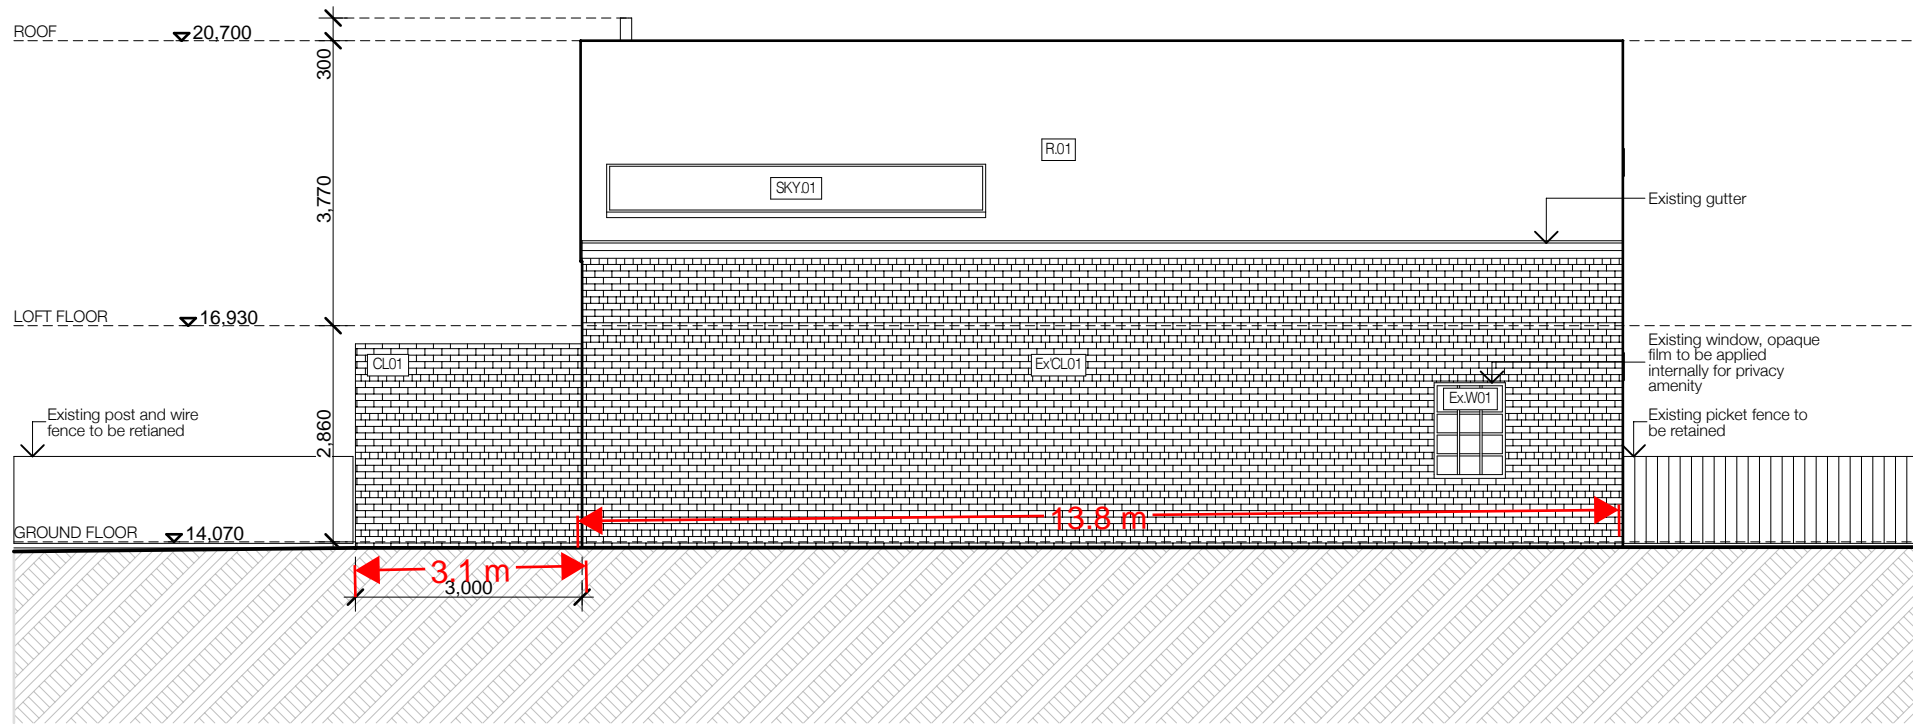 ROOF
20,700
300
R.01
SKY.01
3,770
Existing gutter
LOFT FLOOR
16,930
Existing window, opaque
film to be applied
internally for privacy
amenity
CL01
Ex'CL01
Ex.W01
Existing post and wire
fence to be retianed
Existing picket fence to
be retained
2,860
13.8 m
GROUND FLOOR
14,070
3.1 m
3,000